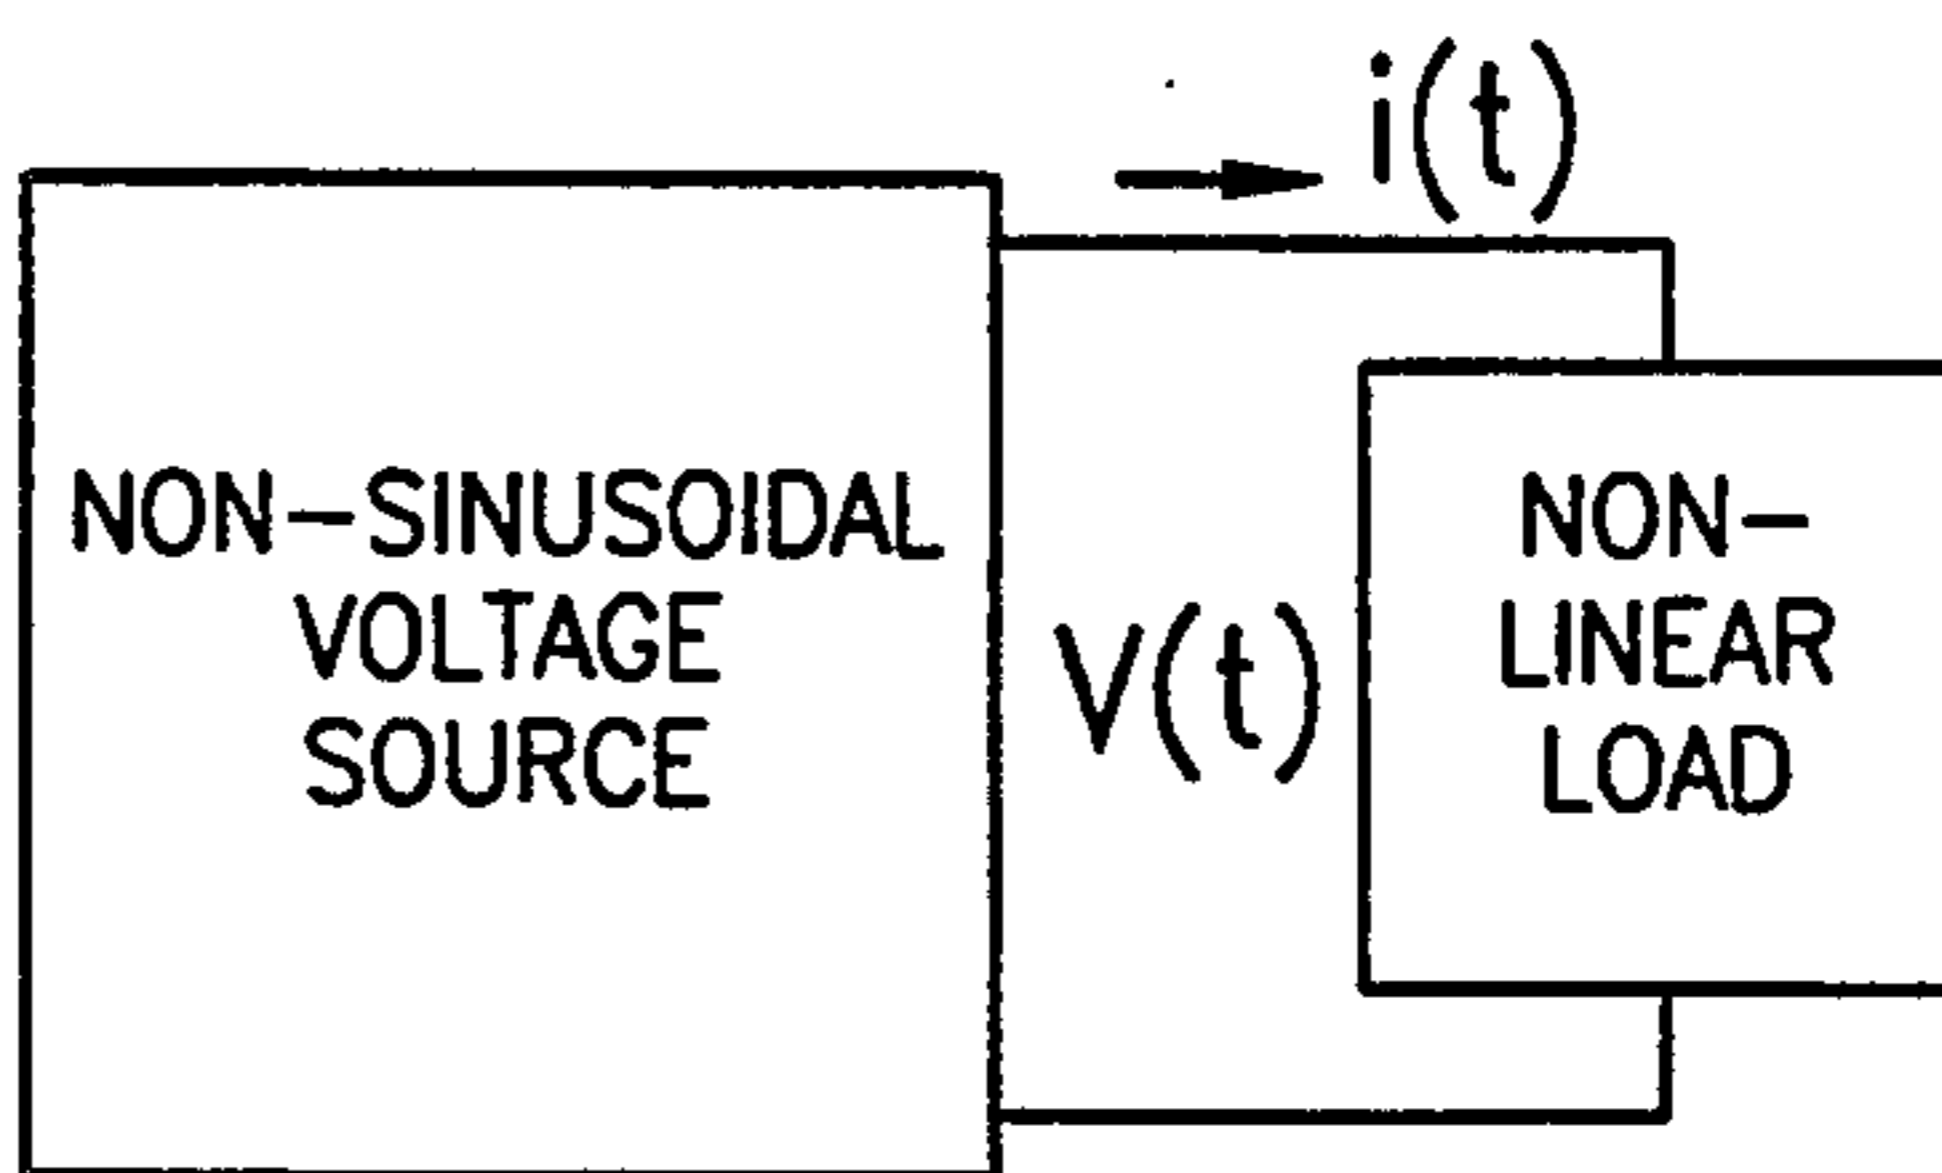 i(t)
NON-SINUSOIDAL
VOLTAGE
SOURCE
V(t)
NON-
LINEAR
LOAD